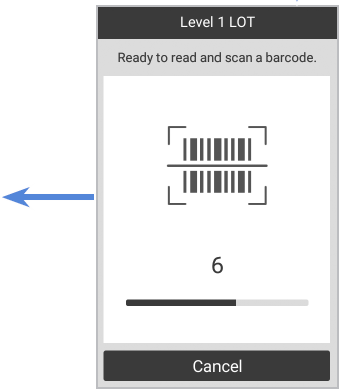 Level 1 LOT
Ready to read and scan a barcode.
6
Cancel